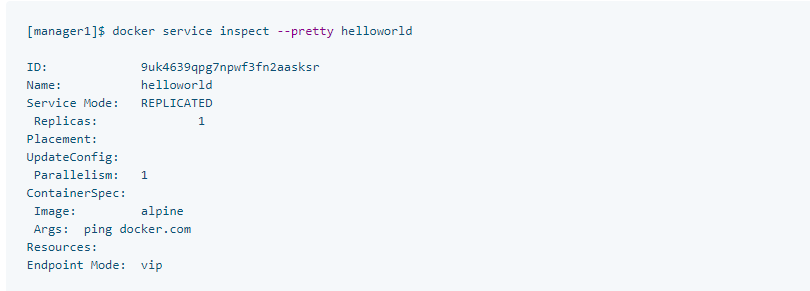 [manager1]$ docker service inspect --pretty helloworld
ID: 9uk4639qpg7npwf3fn2aasksr
Name: helloworld
Service Mode: REPLICATED
Replicas: 1
Placement:
UpdateConfig:
Parallelism: 1
ContainerSpec:
Image: alpine
Args: ping docker.com
Resources:
Endpoint Mode: vip